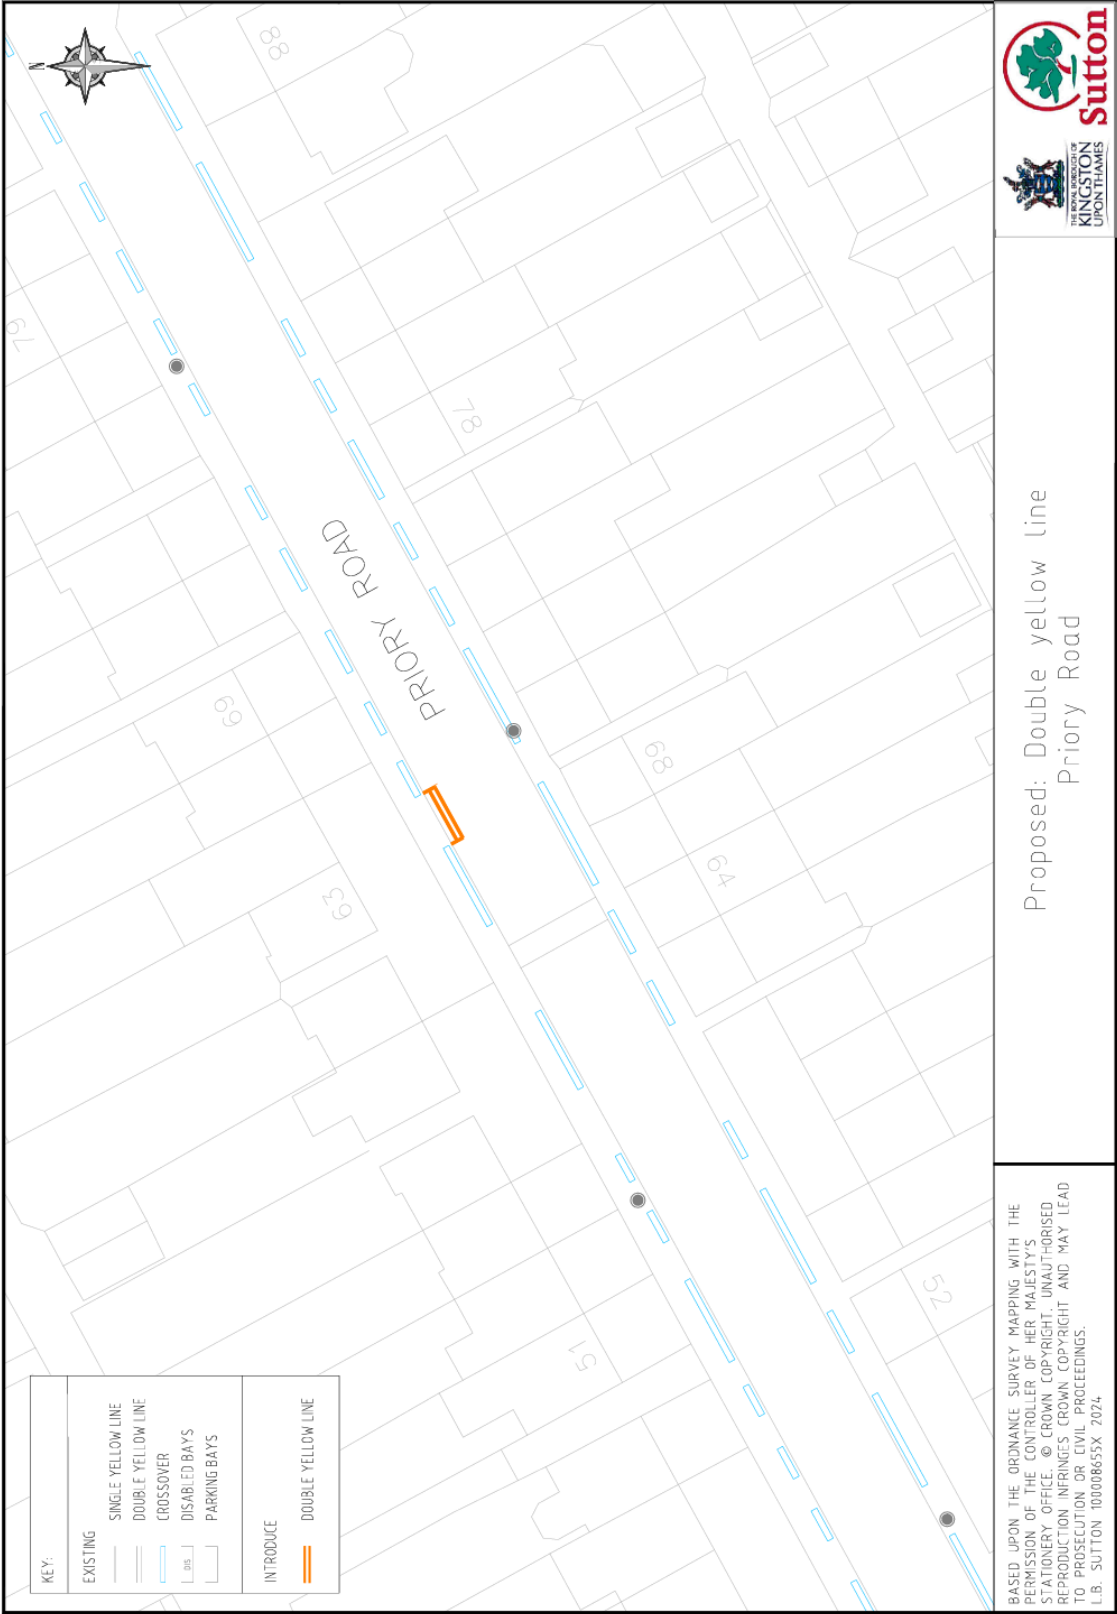 N
88
79
78
PRIORY ROAD
69
68
64
63
52
51
KEY:
EXISTING
SINGLE YELLOW LINE
DOUBLE YELLOW LINE
CROSSOVER
DIS
DISABLED BAYS
PARKING BAYS
INTRODUCE
DOUBLE YELLOW LINE
BASED UPON THE ORDNANCE SURVEY MAPPING WITH THE
PERMISSION OF THE CONTROLLER OF HER MAJESTY'S
STATIONERY OFFICE. © CROWN COPYRIGHT. UNAUTHORISED
REPRODUCTION INFRINGES CROWN COPYRIGHT AND MAY LEAD
TO PROSECUTION OR CIVIL PROCEEDINGS.
L.B. SUTTON 100008655X 2024
Proposed: Double yellow line
Priory Road
THE ROYAL BOROUGH OF
KINGSTON
UPON THAMES
Sutton